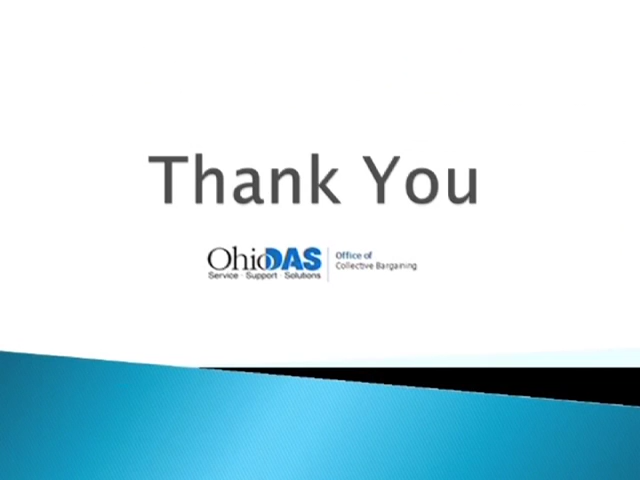 Thank You
OhioDAS
Service · Support · Solutions
Office of
Collective Bargaining